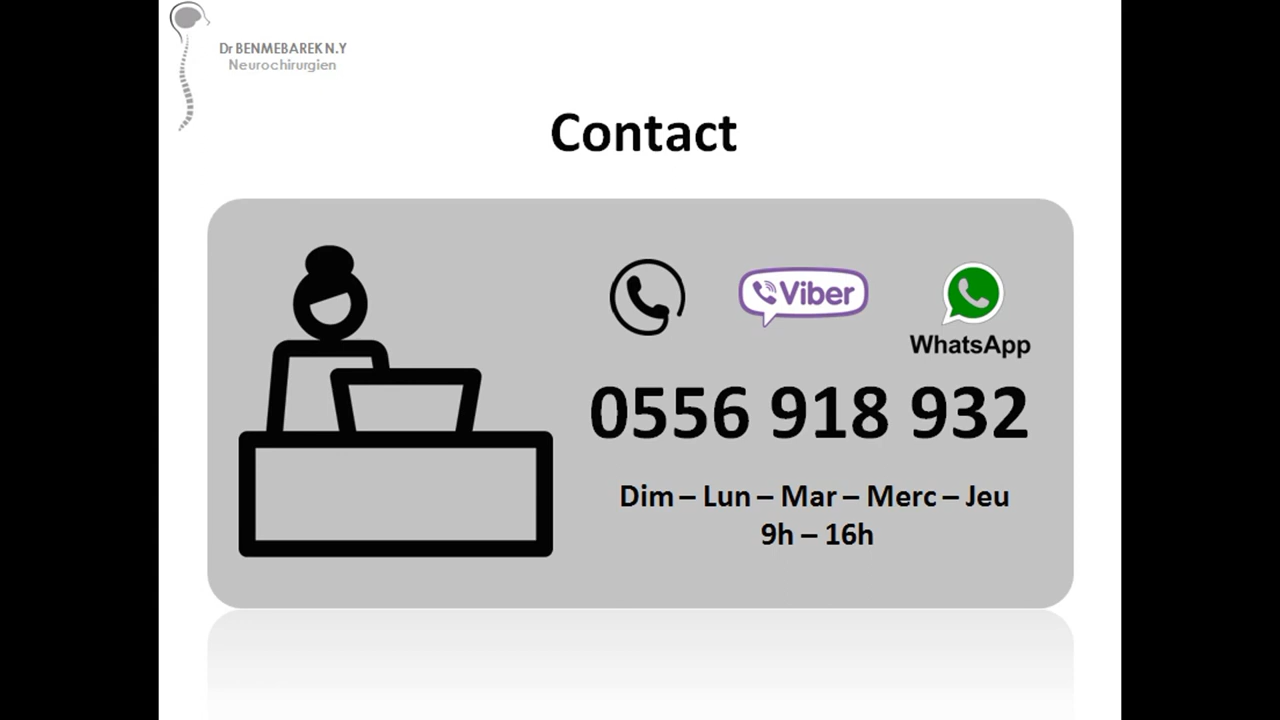 Dr BENMEBAREK N.Y
Neurochirurgien
Contact
Viber
WhatsApp
0556 918 932
Dim – Lun – Mar – Merc – Jeu
9h – 16h